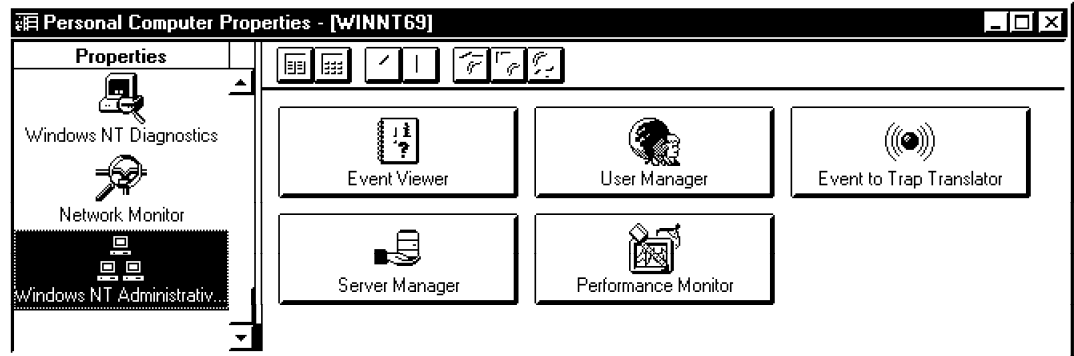 Personal Computer Properties - [WINNT69]
Properties
Windows NT Diagnostics
Network Monitor
Windows NT Administrativ...
Event Viewer
User Manager
Event to Trap Translator
Server Manager
Performance Monitor